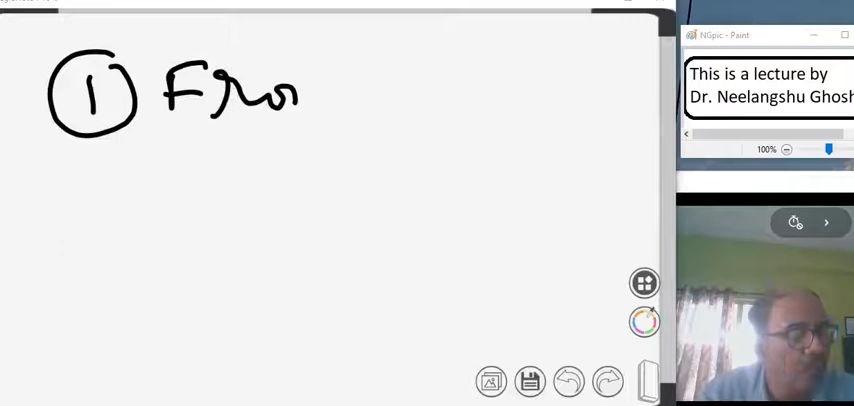 NGpic - Paint
① Fro
This is a lecture by
Dr. Neelangshu Ghosh
100%